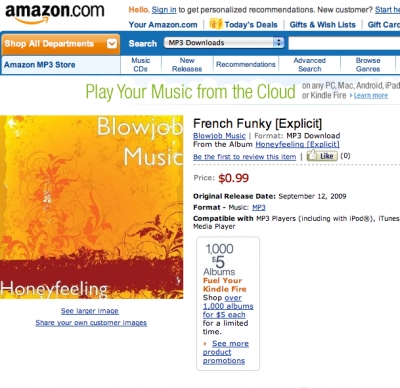 amazon.com
Hello. Sign in to get personalized recommendations. New customer? Start he
Your Amazon.com
Today's Deals
Gifts & Wish Lists
Gift Card
Shop All Departments
Search
MP3 Downloads
Amazon MP3 Store
Music CDs
New Releases
Recommendations
Advanced Search
Browse Genres
Play Your Music from the Cloud
on any PC, Mac, Android, iPad
or Kindle Fire
Blowjob
Music
Honeyfeeling
French Funky [Explicit]
Blowjob Music | Format: MP3 Download
From the Album Honeyfeeling [Explicit]
Be the first to review this item | Like (0)
Price: $0.99
Original Release Date: September 12, 2009
Format - Music: MP3
Compatible with MP3 Players (including with iPod®), iTunes
Media Player
1,000
$5
Albums
Fuel Your
Kindle Fire
Shop over
1,000 albums
for $5 each
for a limited
time.
See more
product
promotions
See larger image
Share your own customer images